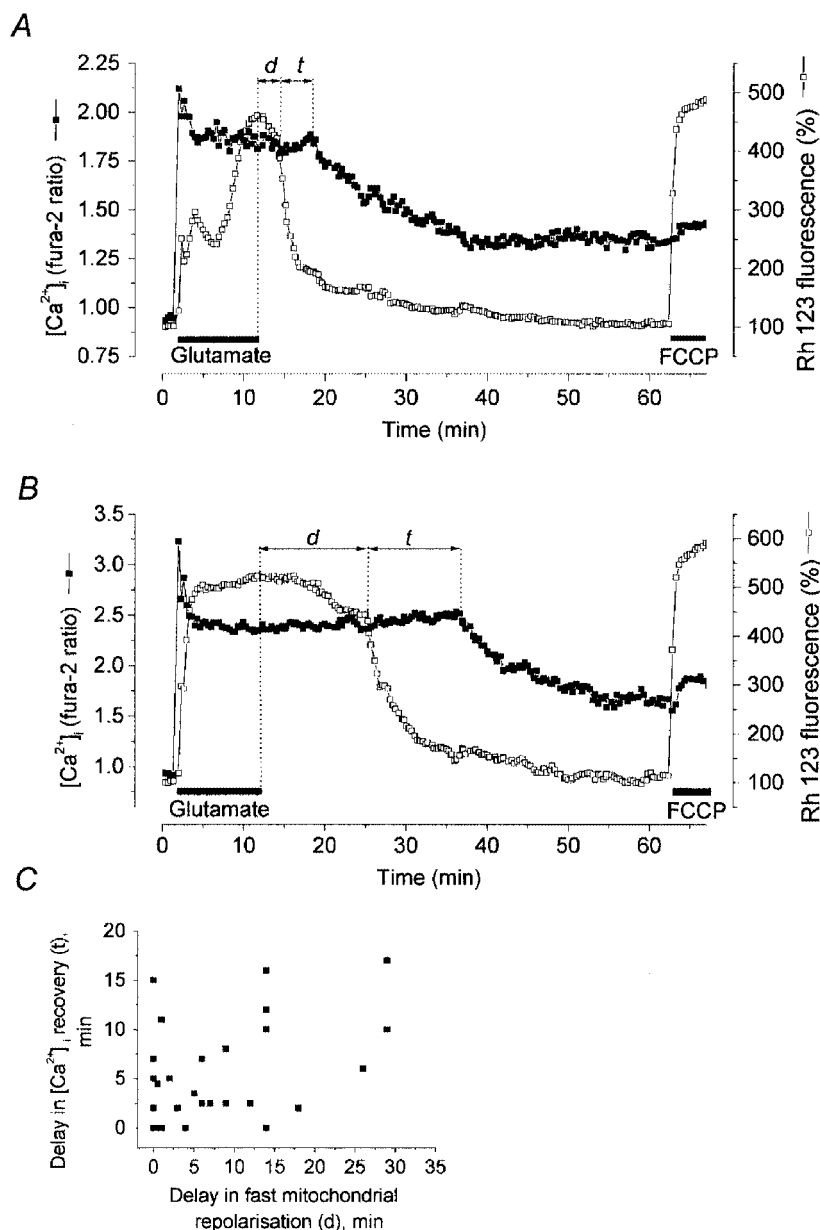 A
d t
[Ca²⁺]ᵢ (fura-2 ratio)
2.25
2.00
1.75
1.50
1.25
1.00
0.75
500
400
300
200
100
Rh 123 fluorescence (%)
Glutamate
FCCP
0 10 20 30 40 50 60
Time (min)
B
d t
[Ca²⁺]ᵢ (fura-2 ratio)
3.5
3.0
2.5
2.0
1.5
1.0
600
500
400
300
200
100
Rh 123 fluorescence (%)
Glutamate
FCCP
0 10 20 30 40 50 60
Time (min)
C
Delay in [Ca²⁺]ᵢ recovery (t),
min
20
15
10
5
0
0 5 10 15 20 25 30 35
Delay in fast mitochondrial
repolarisation (d), min